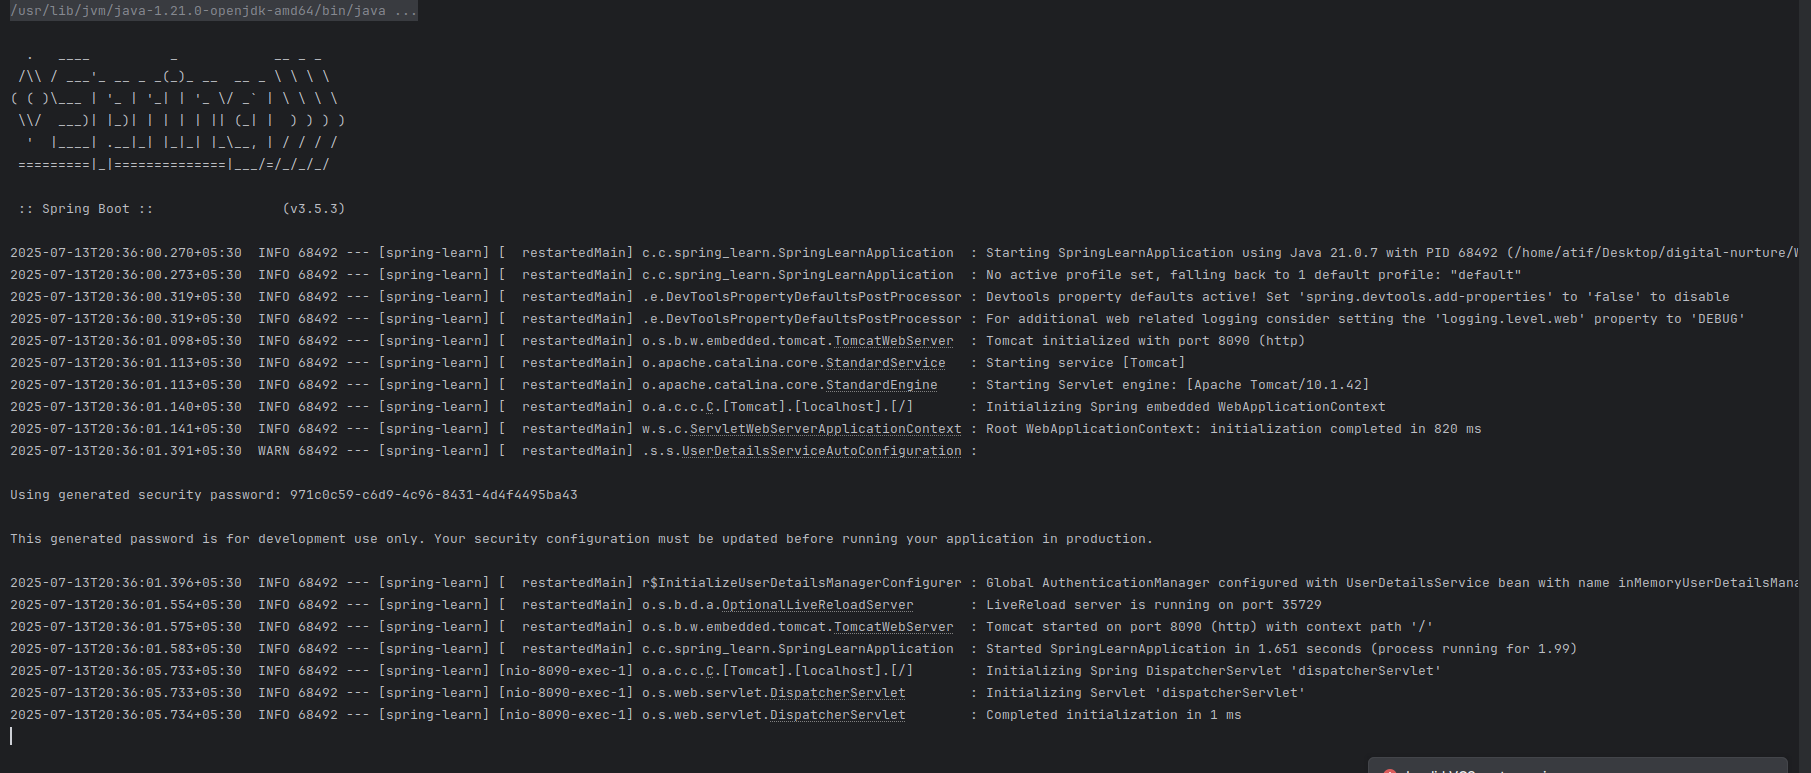 /usr/lib/jvm/java-1.21.0-openjdk-amd64/bin/java ...

  .   ____          _            __ _ _
 /\\ / ___'_ __ _ _(_)_ __  __ _ \ \ \ \
( ( )\___ | '_ | '_| | '_ \/ _` | \ \ \ \
 \\/  ___)| |_)| | | | | || (_| |  ) ) ) )
  '  |____| .__|_| |_|_| |_\__, | / / / /
 =========|_|==============|___/=/_/_/_/

 :: Spring Boot ::                (v3.5.3)

2025-07-13T20:36:00.270+05:30  INFO 68492 --- [spring-learn] [  restartedMain] c.c.spring_learn.SpringLearnApplication  : Starting SpringLearnApplication using Java 21.0.7 with PID 68492 (/home/atif/Desktop/digital-nurture/
2025-07-13T20:36:00.273+05:30  INFO 68492 --- [spring-learn] [  restartedMain] c.c.spring_learn.SpringLearnApplication  : No active profile set, falling back to 1 default profile: "default"
2025-07-13T20:36:00.319+05:30  INFO 68492 --- [spring-learn] [  restartedMain] .e.DevToolsPropertyDefaultsPostProcessor : Devtools property defaults active! Set 'spring.devtools.add-properties' to 'false' to disable
2025-07-13T20:36:00.319+05:30  INFO 68492 --- [spring-learn] [  restartedMain] .e.DevToolsPropertyDefaultsPostProcessor : For additional web related logging consider setting the 'logging.level.web' property to 'DEBUG'
2025-07-13T20:36:01.098+05:30  INFO 68492 --- [spring-learn] [  restartedMain] o.s.b.w.embedded.tomcat.TomcatWebServer  : Tomcat initialized with port 8090 (http)
2025-07-13T20:36:01.113+05:30  INFO 68492 --- [spring-learn] [  restartedMain] o.apache.catalina.core.StandardService   : Starting service [Tomcat]
2025-07-13T20:36:01.113+05:30  INFO 68492 --- [spring-learn] [  restartedMain] o.apache.catalina.core.StandardEngine    : Starting Servlet engine: [Apache Tomcat/10.1.42]
2025-07-13T20:36:01.140+05:30  INFO 68492 --- [spring-learn] [  restartedMain] o.a.c.c.C.[Tomcat].[localhost].[/]       : Initializing Spring embedded WebApplicationContext
2025-07-13T20:36:01.141+05:30  INFO 68492 --- [spring-learn] [  restartedMain] w.s.c.ServletWebServerApplicationContext : Root WebApplicationContext: initialization completed in 820 ms
2025-07-13T20:36:01.391+05:30  WARN 68492 --- [spring-learn] [  restartedMain] .s.s.UserDetailsServiceAutoConfiguration :

Using generated security password: 971c0c59-c6d9-4c96-8431-4d4f4495ba43

This generated password is for development use only. Your security configuration must be updated before running your application in production.

2025-07-13T20:36:01.396+05:30  INFO 68492 --- [spring-learn] [  restartedMain] r$InitializeUserDetailsManagerConfigurer : Global AuthenticationManager configured with UserDetailsService bean with name inMemoryUserDetailsMana
2025-07-13T20:36:01.554+05:30  INFO 68492 --- [spring-learn] [  restartedMain] o.s.b.d.a.OptionalLiveReloadServer       : LiveReload server is running on port 35729
2025-07-13T20:36:01.575+05:30  INFO 68492 --- [spring-learn] [  restartedMain] o.s.b.w.embedded.tomcat.TomcatWebServer  : Tomcat started on port 8090 (http) with context path '/'
2025-07-13T20:36:01.583+05:30  INFO 68492 --- [spring-learn] [  restartedMain] c.c.spring_learn.SpringLearnApplication  : Started SpringLearnApplication in 1.651 seconds (process running for 1.99)
2025-07-13T20:36:05.733+05:30  INFO 68492 --- [spring-learn] [nio-8090-exec-1] o.a.c.c.C.[Tomcat].[localhost].[/]       : Initializing Spring DispatcherServlet 'dispatcherServlet'
2025-07-13T20:36:05.733+05:30  INFO 68492 --- [spring-learn] [nio-8090-exec-1] o.s.web.servlet.DispatcherServlet        : Initializing Servlet 'dispatcherServlet'
2025-07-13T20:36:05.734+05:30  INFO 68492 --- [spring-learn] [nio-8090-exec-1] o.s.web.servlet.DispatcherServlet        : Completed initialization in 1 ms